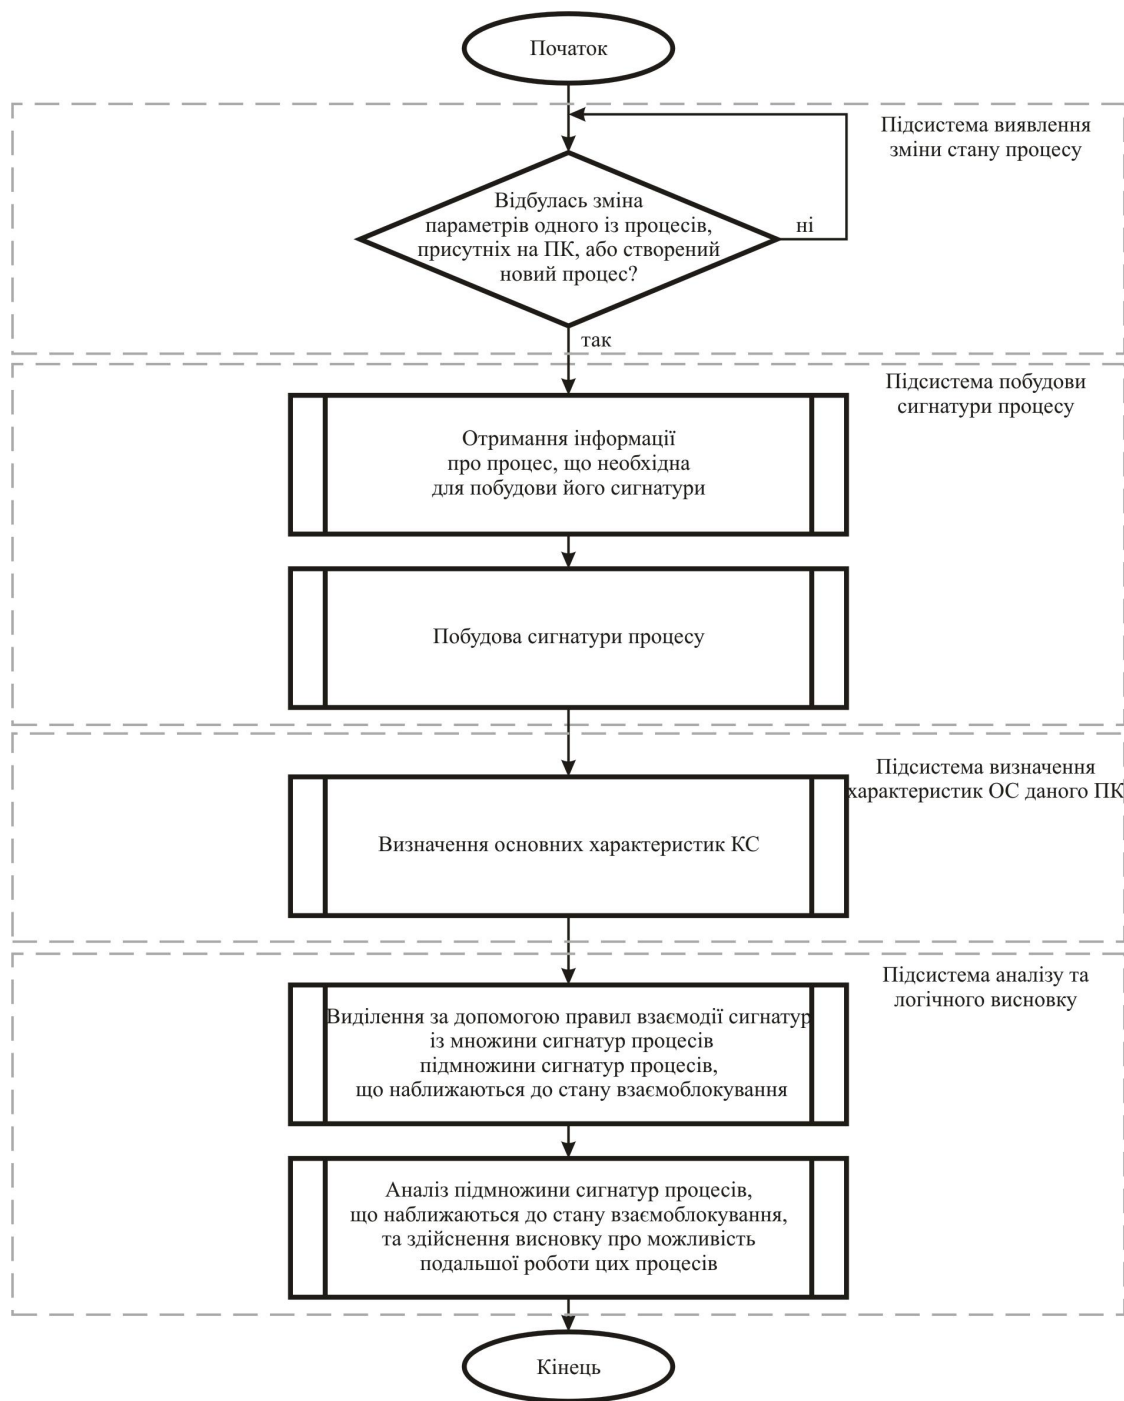 Початок
Підсистема виявлення
зміни стану процесу
Відбулась зміна
параметрів одного із процесів,
присутніх на ПК, або створений
новий процес?
ні
так
Підсистема побудови
сигнатури процесу
Отримання інформації
про процес, що необхідна
для побудови його сигнатури
Побудова сигнатури процесу
Підсистема визначення
характеристик ОС даного ПК
Визначення основних характеристик КС
Підсистема аналізу та
логічного висновку
Виділення за допомогою правил взаємодії сигнатур
із множини сигнатур процесів
підмножини сигнатур процесів,
що наближаються до стану взаємоблокування
Аналіз підмножини сигнатур процесів,
що наближаються до стану взаємоблокування,
та здійснення висновку про можливість
подальшої роботи цих процесів
Кінець